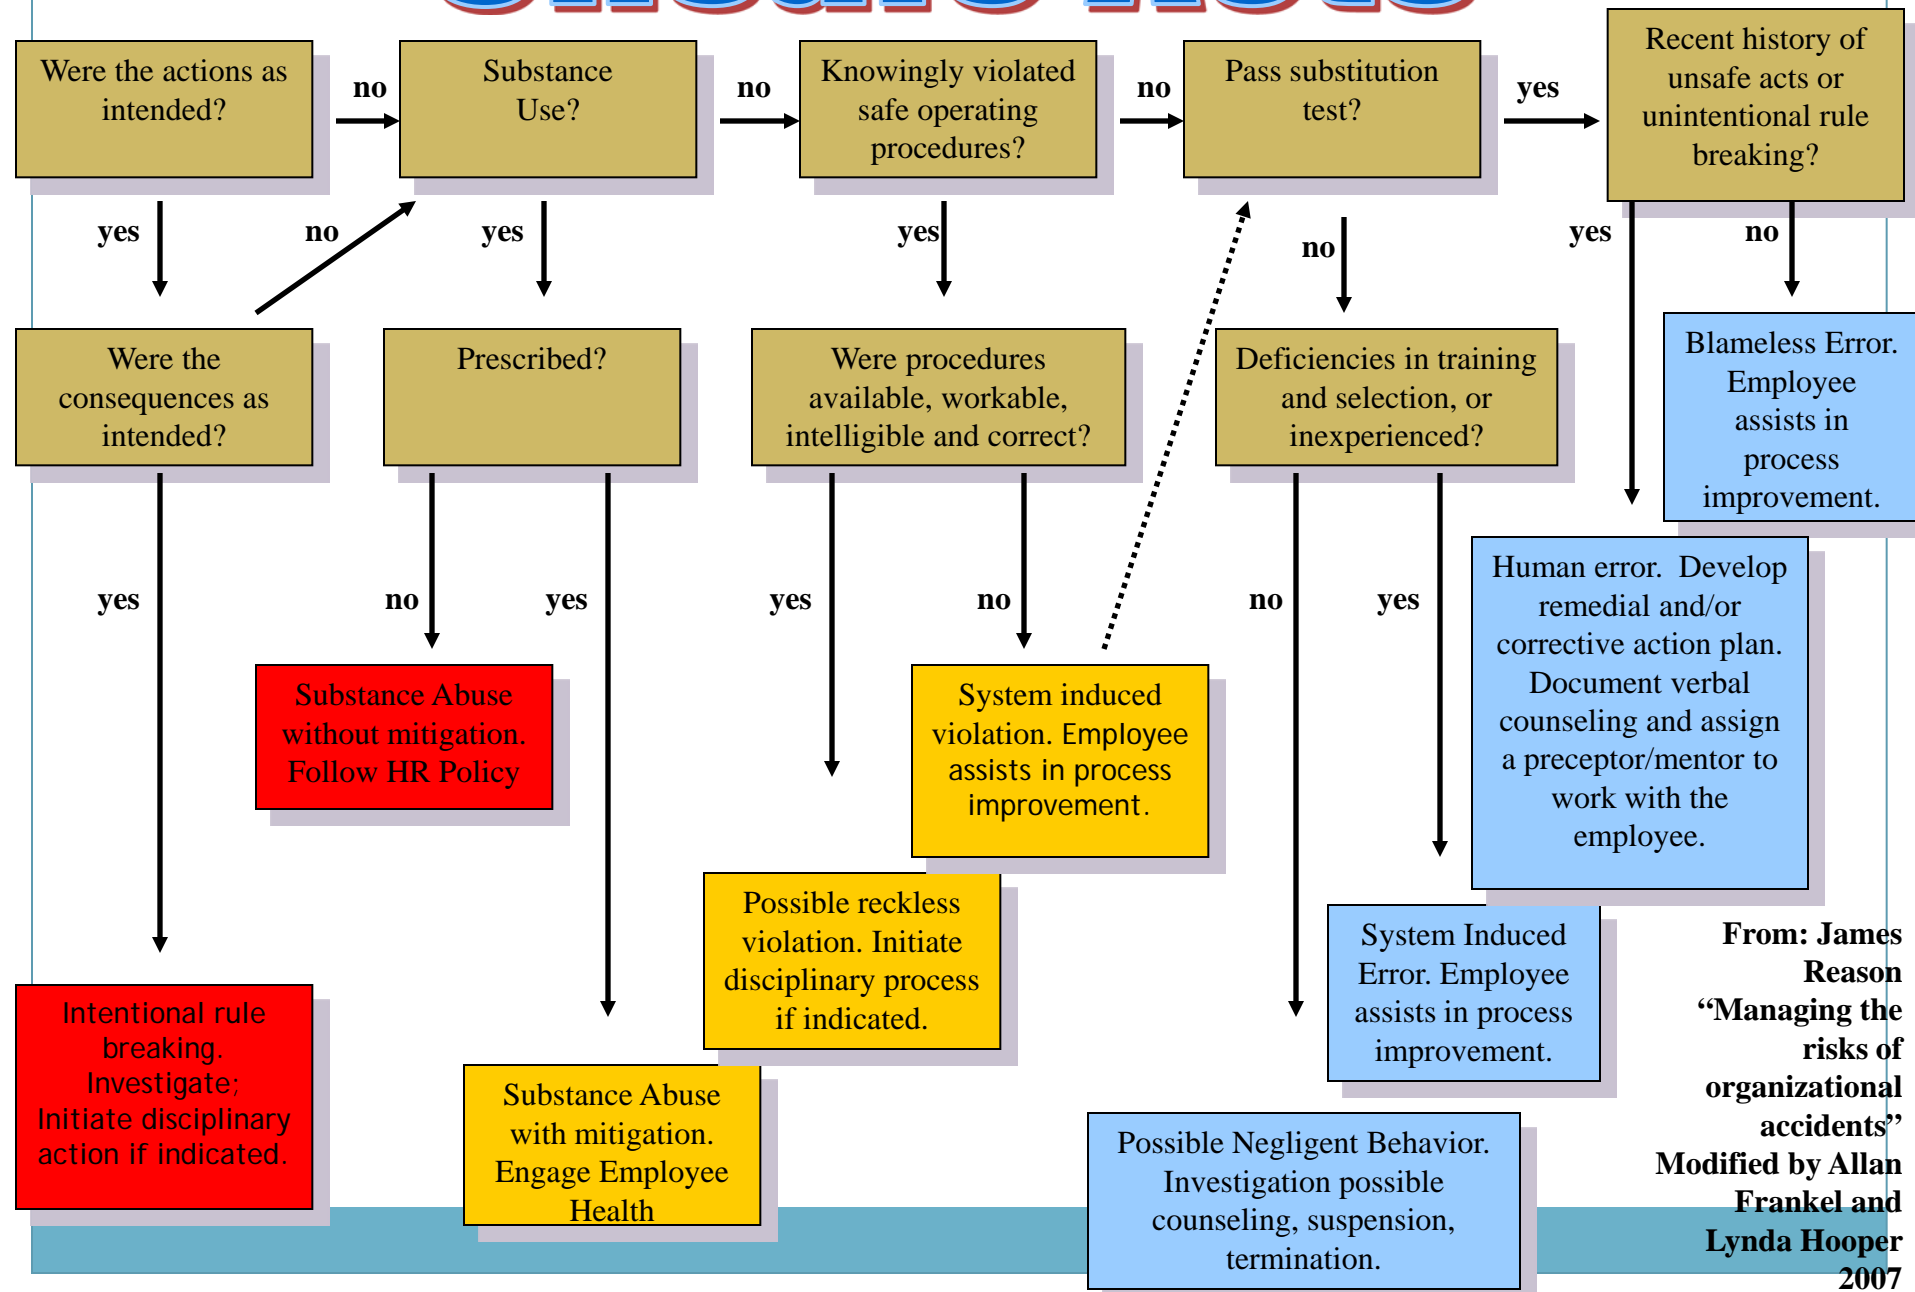 Were the actions as
intended?
no
Substance
Use?
no
Knowingly violated
safe operating
procedures?
no
Pass substitution
test?
yes
Recent history of
unsafe acts or
unintentional rule
breaking?
yes
no
yes
yes
no
yes
no
Were the
consequences as
intended?
Prescribed?
Were procedures
available, workable,
intelligible and correct?
Deficiencies in training
and selection, or
inexperienced?
Blameless Error.
Employee
assists in
process
improvement.
yes
no
yes
yes
no
no
yes
Human error.  Develop
remedial and/or
corrective action plan.
Document verbal
counseling and assign
a preceptor/mentor to
work with the
employee.
Substance Abuse
without mitigation.
Follow HR Policy
System induced
violation. Employee
assists in process
improvement.
Possible reckless
violation. Initiate
disciplinary process
if indicated.
System Induced
Error. Employee
assists in process
improvement.
Intentional rule
breaking.
Investigate;
Initiate disciplinary
action if indicated.
Substance Abuse
with mitigation.
Engage Employee
Health
Possible Negligent Behavior.
Investigation possible
counseling, suspension,
termination.
From: James
Reason
“Managing the
risks of
organizational
accidents”
Modified by Allan
Frankel and
Lynda Hooper
2007